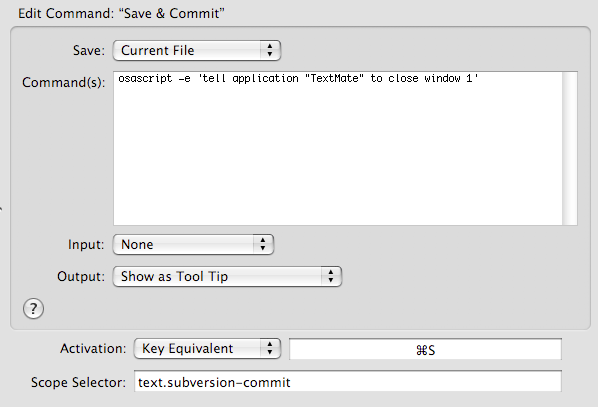 Edit Command: “Save & Commit”
Save: Current File
Command(s): osascript -e 'tell application "TextMate" to close window 1'
Input: None
Output: Show as Tool Tip
?
Activation: Key Equivalent ⌘S
Scope Selector: text.subversion-commit